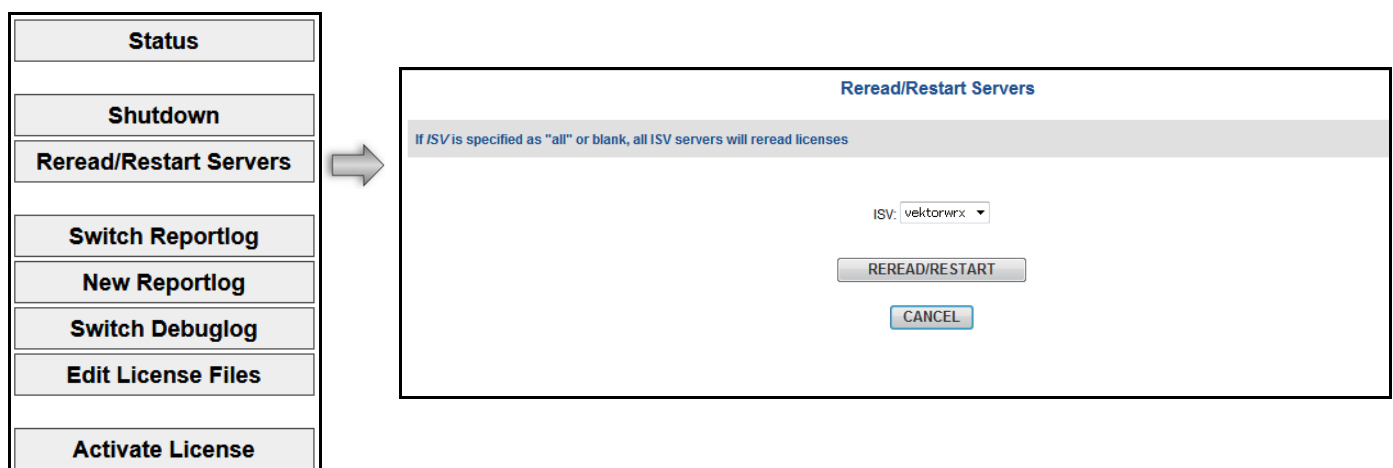 Status
Shutdown
Reread/Restart Servers
Switch Reportlog
New Reportlog
Switch Debuglog
Edit License Files
Activate License
Reread/Restart Servers
If ISV is specified as "all" or blank, all ISV servers will reread licenses
ISV: vektorwrx
REREAD/RESTART
CANCEL